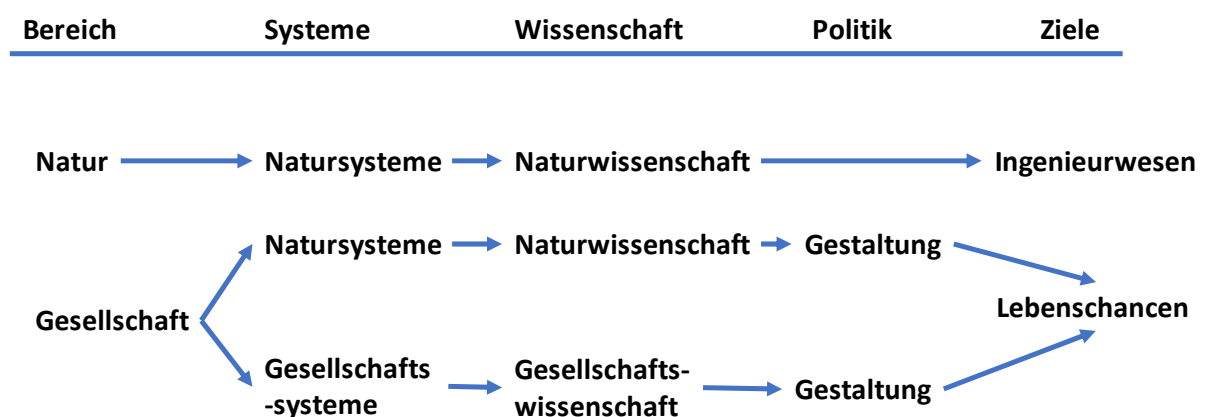 Bereich Systeme Wissenschaft Politik Ziele
Natur Natursysteme Naturwissenschaft Ingenieurwesen
Natursysteme Naturwissenschaft Gestaltung
Gesellschaft Lebenschancen
Gesellschafts Gesellschafts-
-systeme wissenschaft Gestaltung